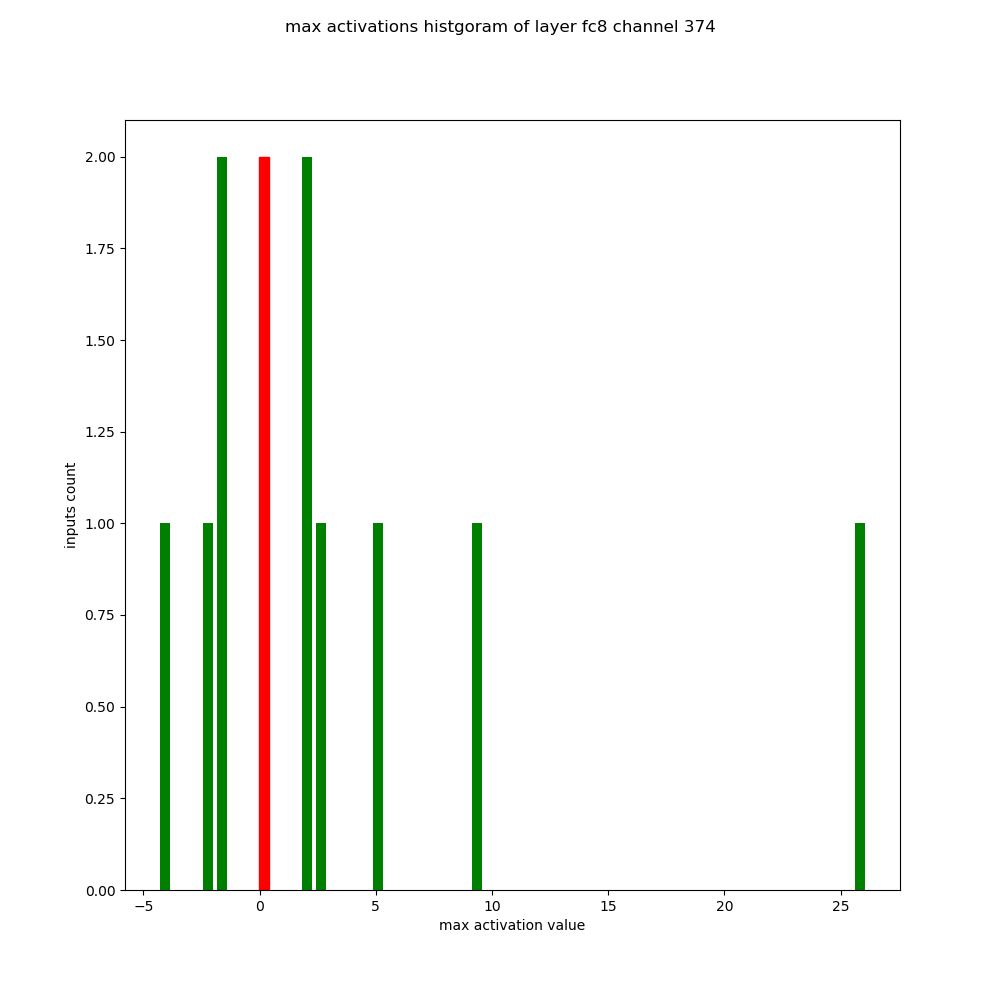 max activations histgoram of layer fc8 channel 374
2.00
1.75
1.50
1.25
1.00
0.75
0.50
0.25
0.00
inputs count
−5 0 5 10 15 20 25
max activation value